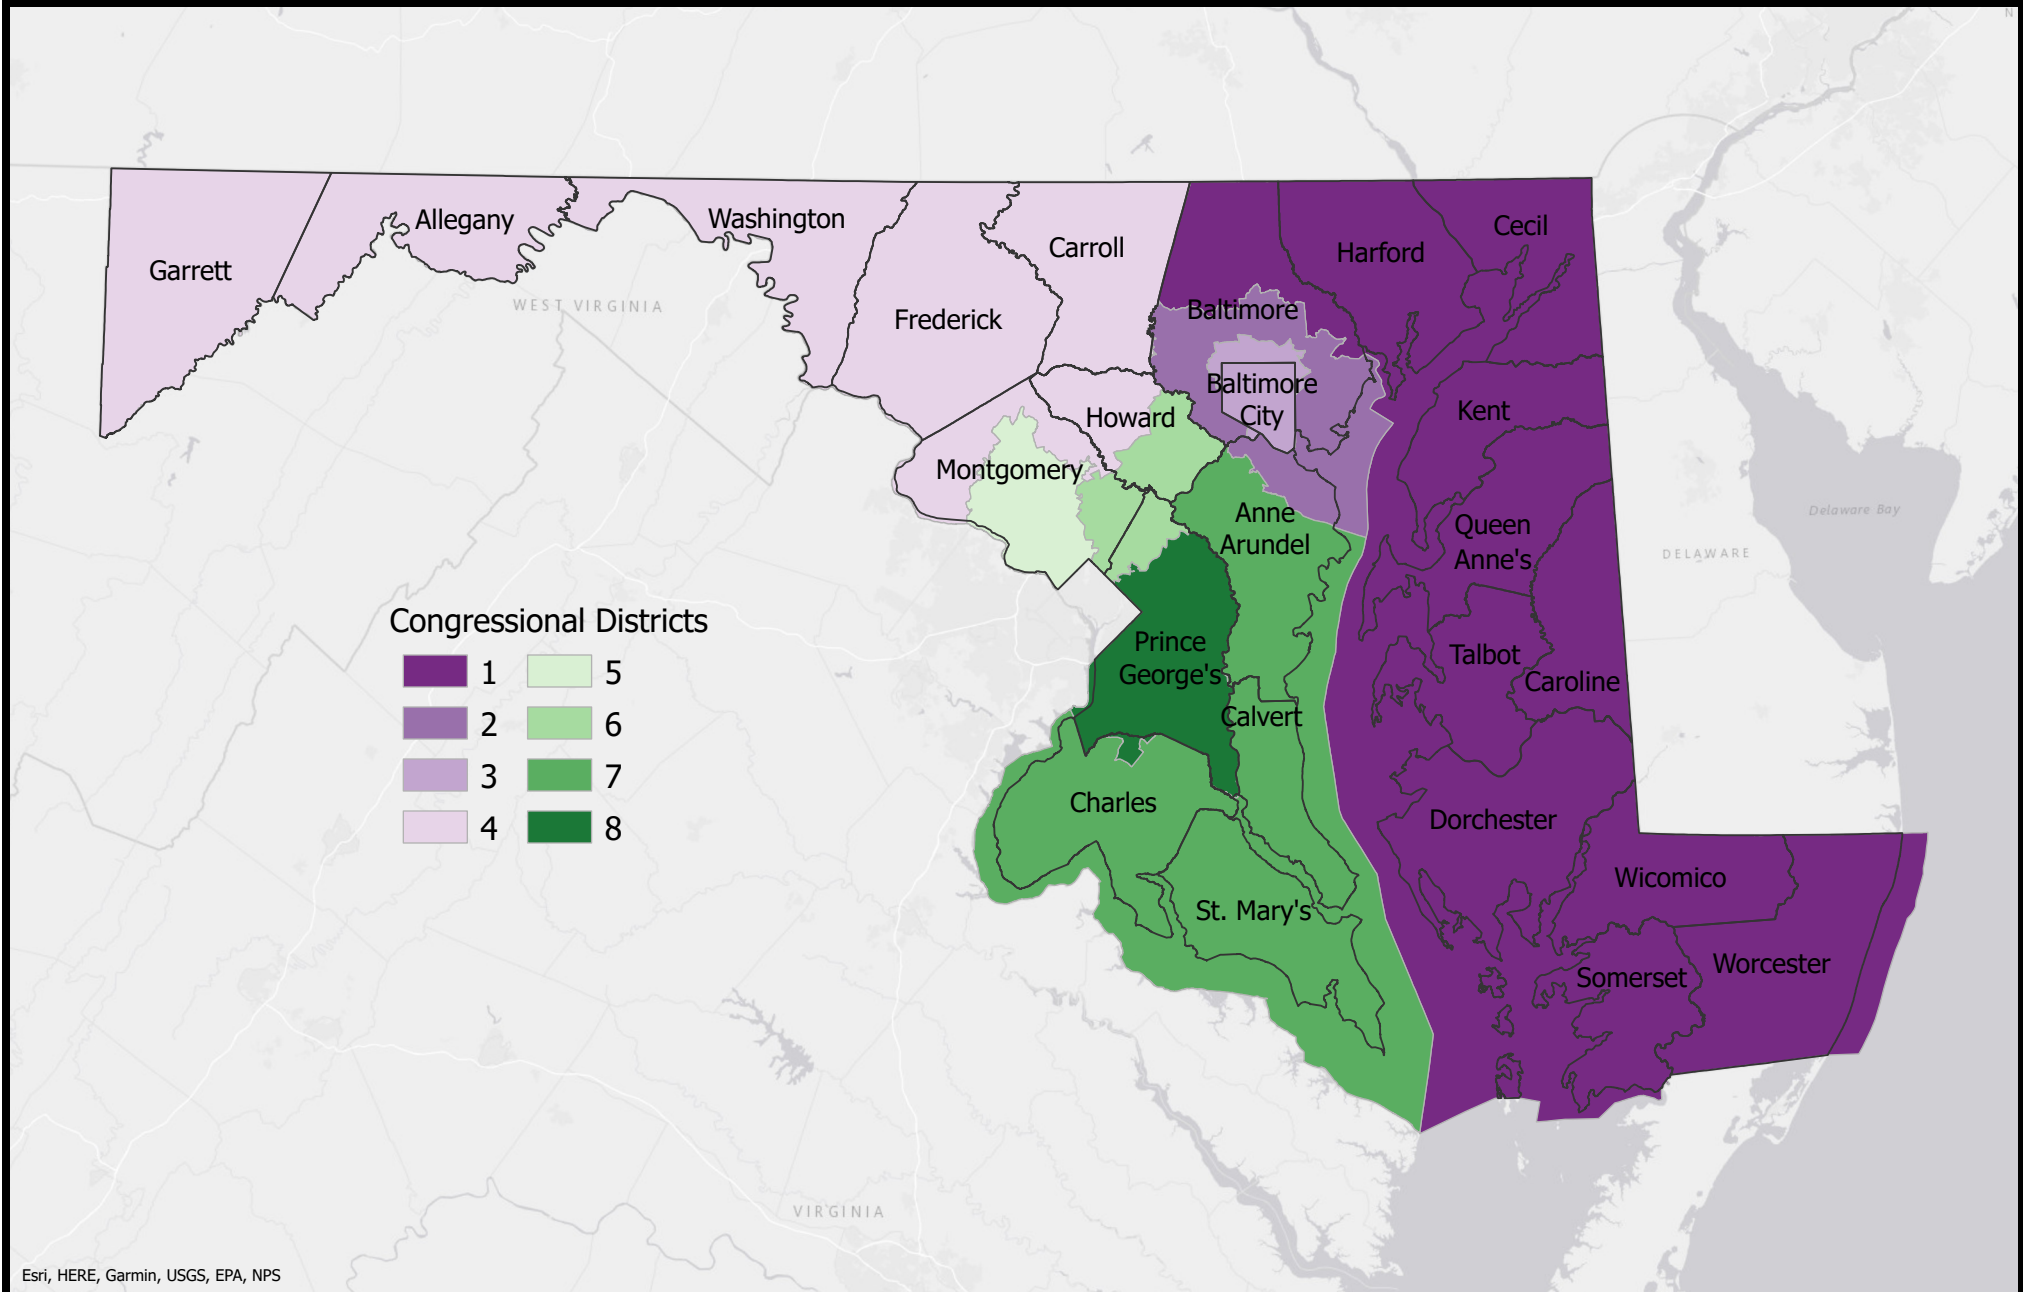 N
Allegany
Washington
Garrett
Carroll
Cecil
Harford
WEST VIRGINIA
Frederick
Baltimore
Baltimore
City
Howard
Kent
Montgomery
Anne
Arundel
Queen
Anne's
Delaware Bay
DELAWARE
Prince
George's
Talbot
Caroline
Calvert
Charles
Dorchester
Wicomico
St. Mary's
Somerset
Worcester
Congressional Districts
1 5
2 6
3 7
4 8
VIRGINIA
Esri, HERE, Garmin, USGS, EPA, NPS